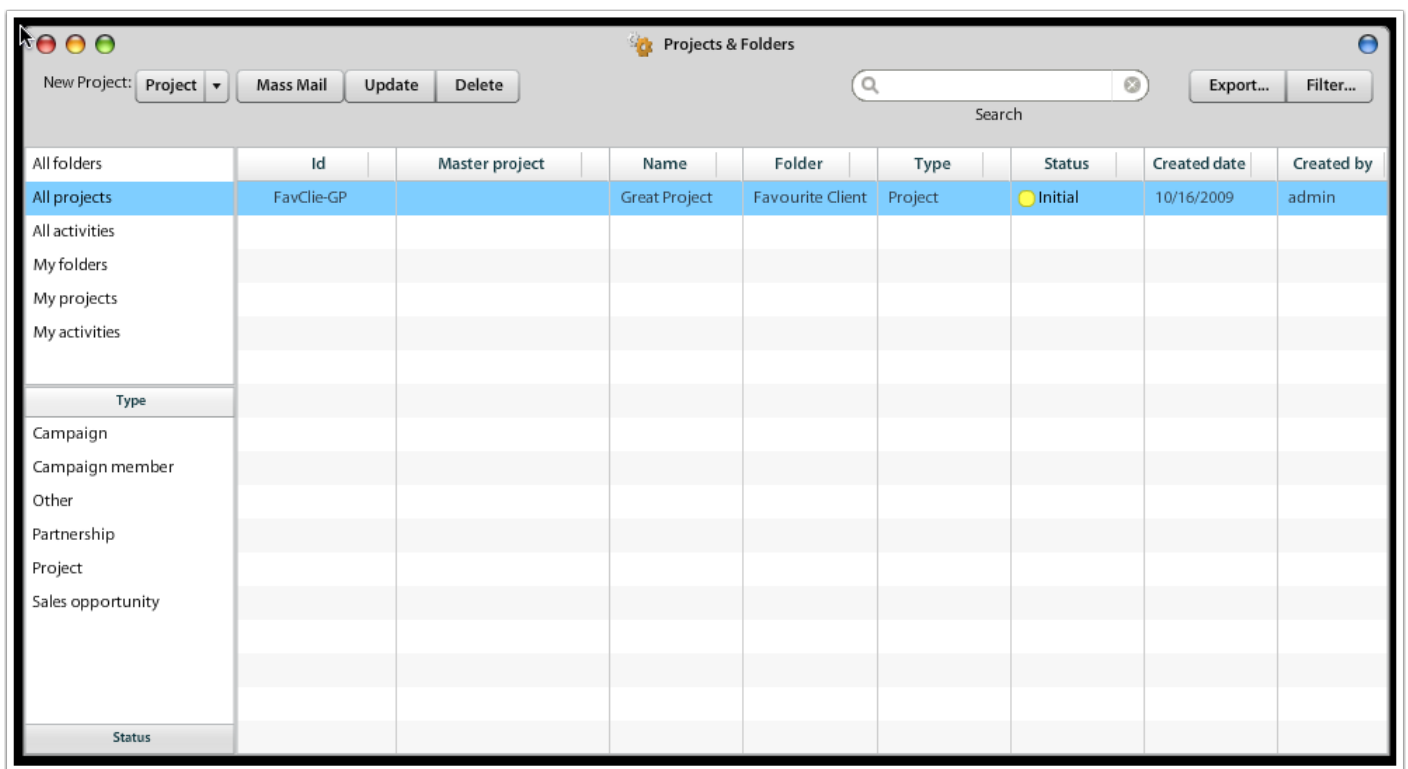 Projects & Folders
New Project: Project Mass Mail Update Delete Export... Filter...
Search
All folders Id Master project Name Folder Type Status Created date Created by
All projects FavClie-GP Great Project Favourite Client Project Initial 10/16/2009 admin
All activities
My folders
My projects
My activities
Type
Campaign
Campaign member
Other
Partnership
Project
Sales opportunity
Status